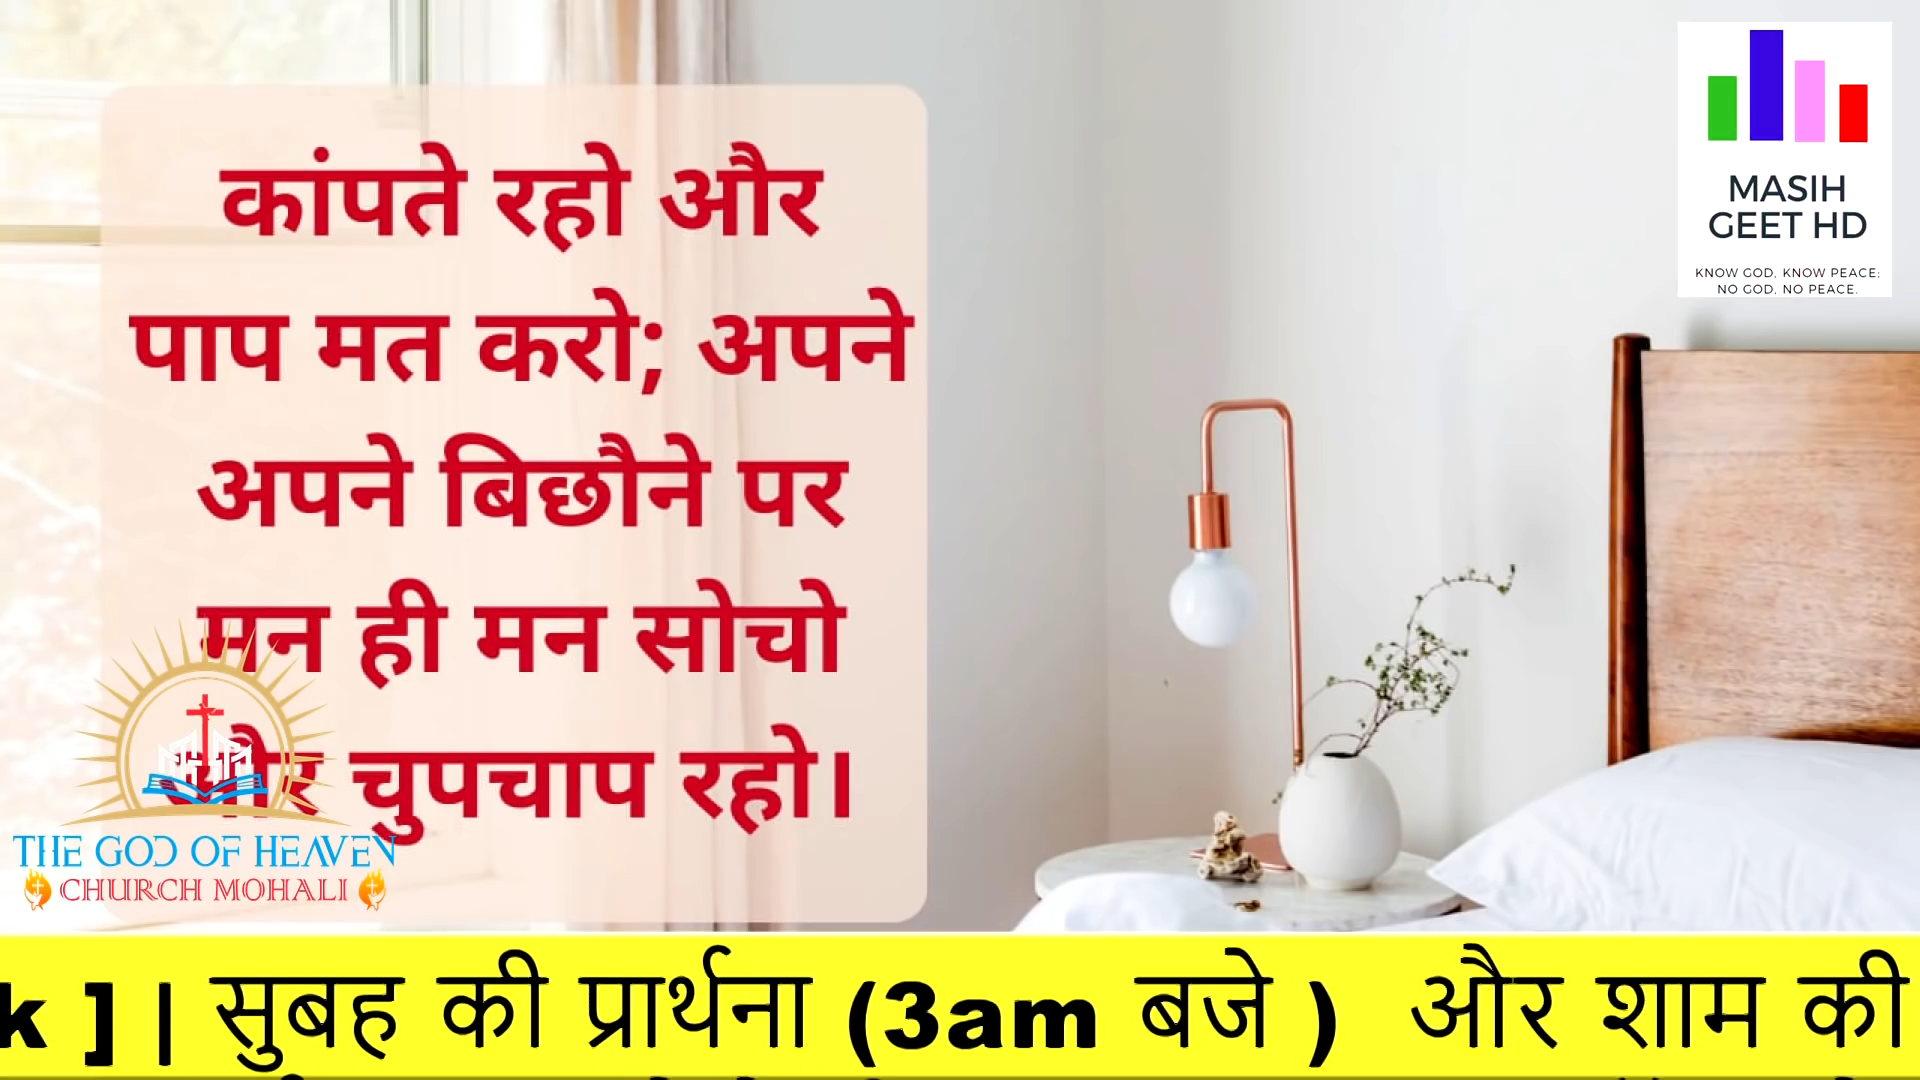 कांपते रहो और
पाप मत करो; अपने
अपने बिछौने पर
मन ही मन सोचो
और चुपचाप रहो।
MASIH
GEET HD
KNOW GOD, KNOW PEACE;
NO GOD, NO PEACE.
THE GOD OF HEAVEN
CHURCH MOHALI
k ] | सुबह की प्रार्थना (3am बजे ) और शाम की